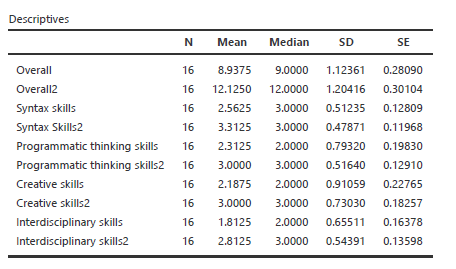 Descriptives
N Mean Median SD SE
Overall 16 8.9375 9.0000 1.12361 0.28090
Overall2 16 12.1250 12.0000 1.20416 0.30104
Syntax skills 16 2.5625 3.0000 0.51235 0.12809
Syntax Skills2 16 3.3125 3.0000 0.47871 0.11968
Programmatic thinking skills 16 2.3125 2.0000 0.79320 0.19830
Programmatic thinking skills2 16 3.0000 3.0000 0.51640 0.12910
Creative skills 16 2.1875 2.0000 0.91059 0.22765
Creative skills2 16 3.0000 3.0000 0.73030 0.18257
Interdisciplinary skills 16 1.8125 2.0000 0.65511 0.16378
Interdisciplinary skills2 16 2.8125 3.0000 0.54391 0.13598